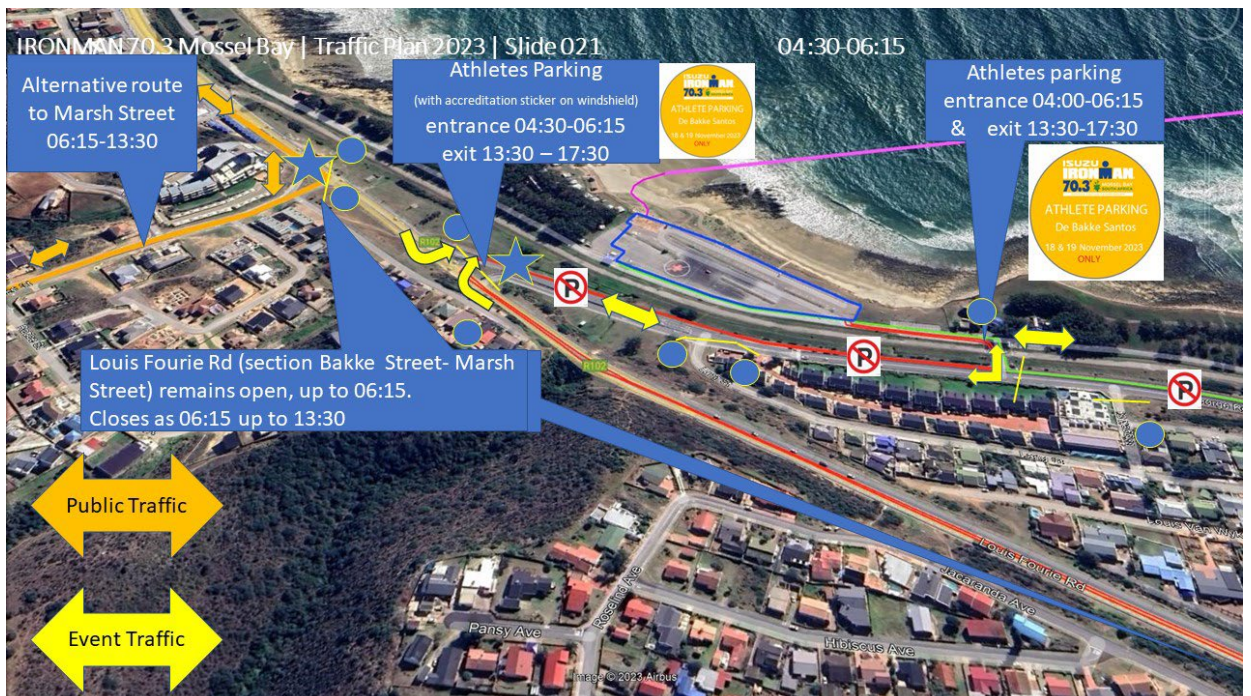 IRONMAN 70.3 Mossel Bay | Traffic Plan 2023 | Slide 021
04:30-06:15
Alternative route
to Marsh Street
06:15-13:30
Athletes Parking
(with accreditation sticker on windshield)
entrance 04:30-06:15
exit 13:30 – 17:30
ISUZU
IRONMAN
70.3
ATHLETE PARKING
De Bakke Santos
18 & 19 November 2023
ONLY
Athletes parking
entrance 04:00-06:15
& exit 13:30-17:30
ISUZU
IRONMAN
70.3 MOSSEL BAY
SOUTH AFRICA
ATHLETE PARKING
De Bakke Santos
18 & 19 November 2023
ONLY
R102
P
P
P
R102
Louis Fourie Rd (section Bakke Street- Marsh
Street) remains open, up to 06:15.
Closes as 06:15 up to 13:30
Public Traffic
Event Traffic
Louis Fourie Rd
Jacaranda Ave
Roselind Ave
Pansy Ave
Hibiscus Ave
Image © 2023 Airbus